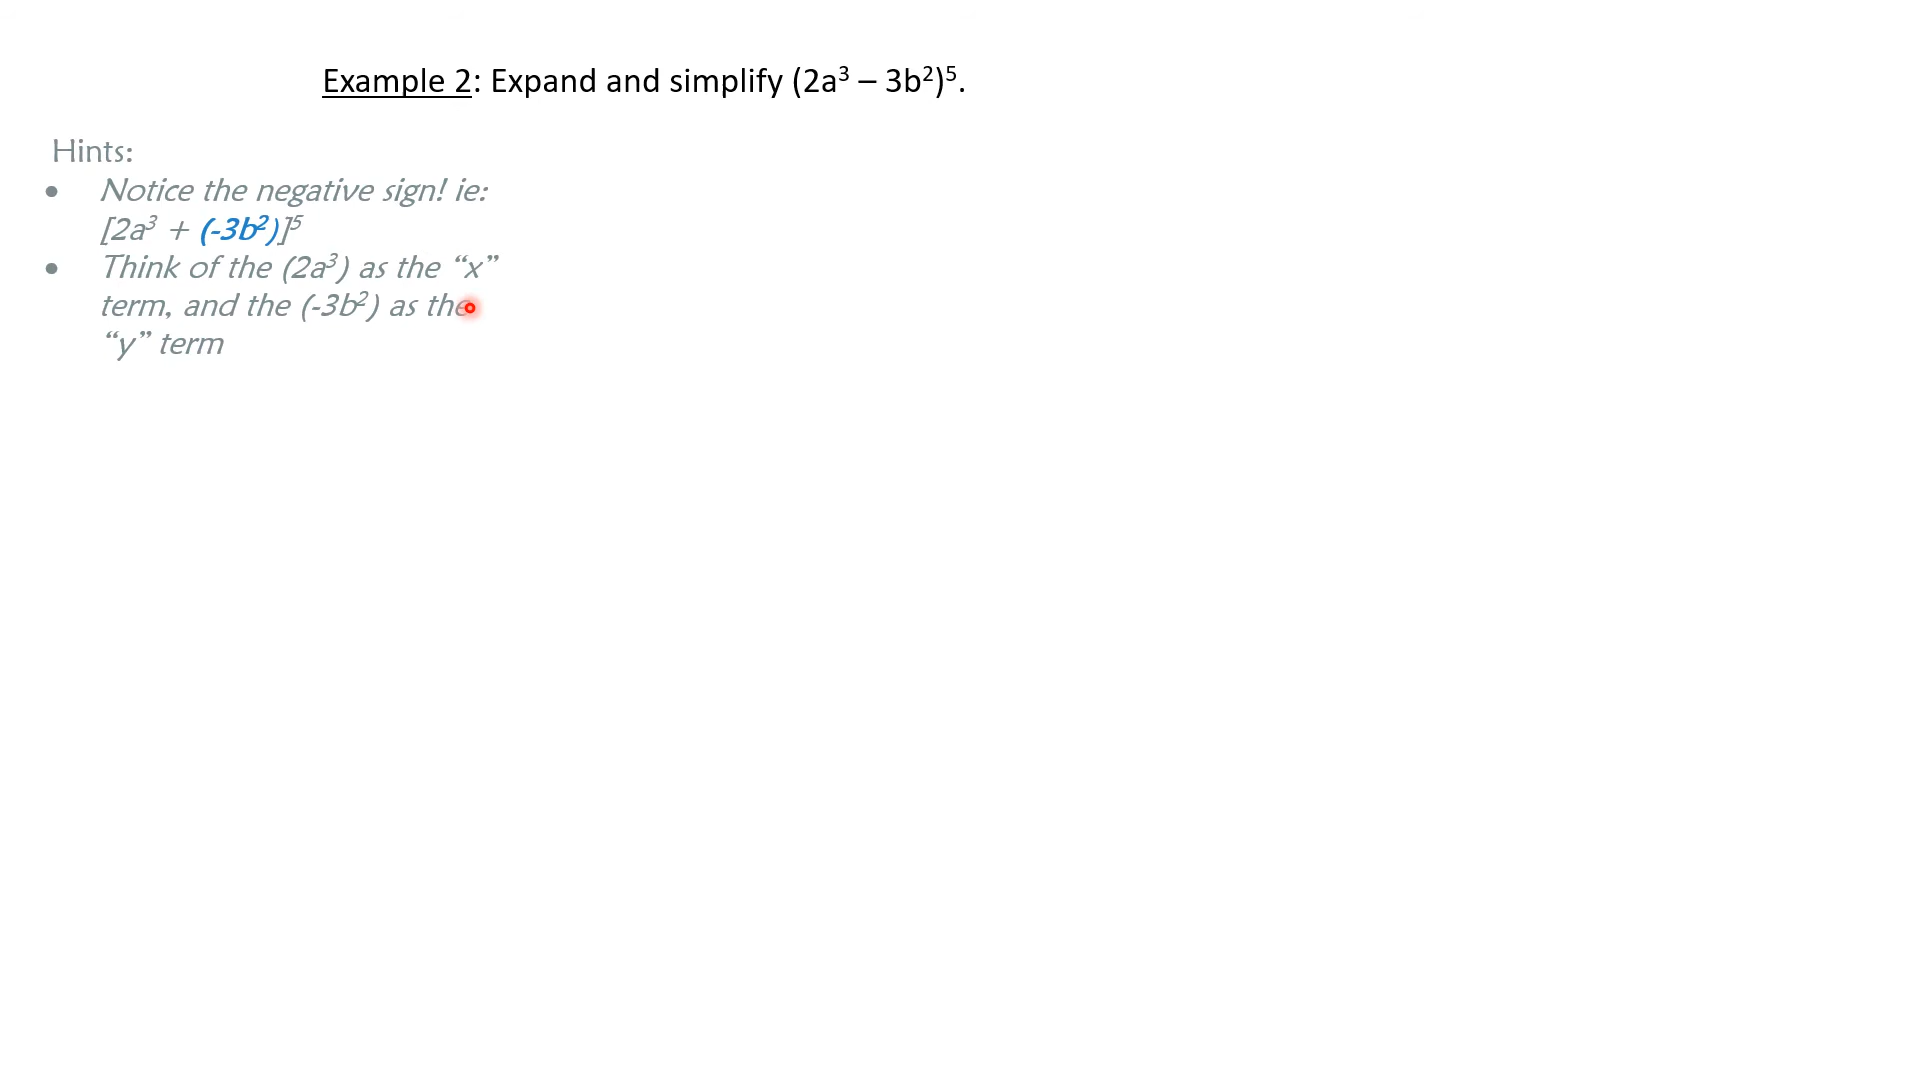 Example 2: Expand and simplify (2a³ – 3b²)⁵.
Hints:
• Notice the negative sign! ie:
[2a³ + (-3b²)]⁵
• Think of the (2a³) as the “x”
term, and the (-3b²) as the
“y” term